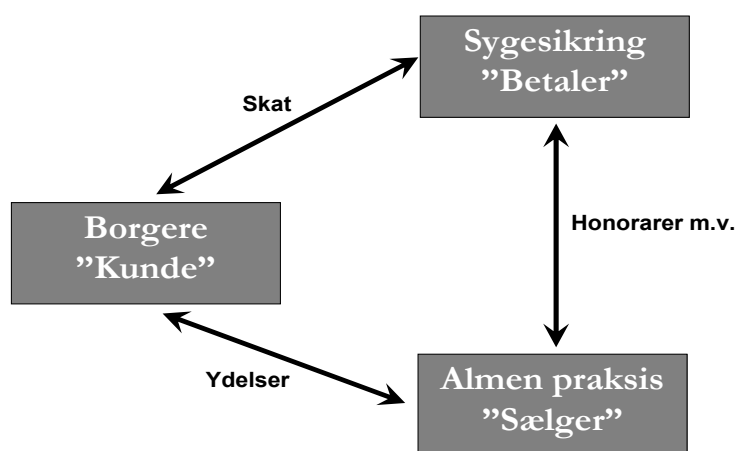 Sygesikring
”Betaler”
Skat
Borgere
”Kunde”
Honorarer m.v.
Ydelser
Almen praksis
”Sælger”